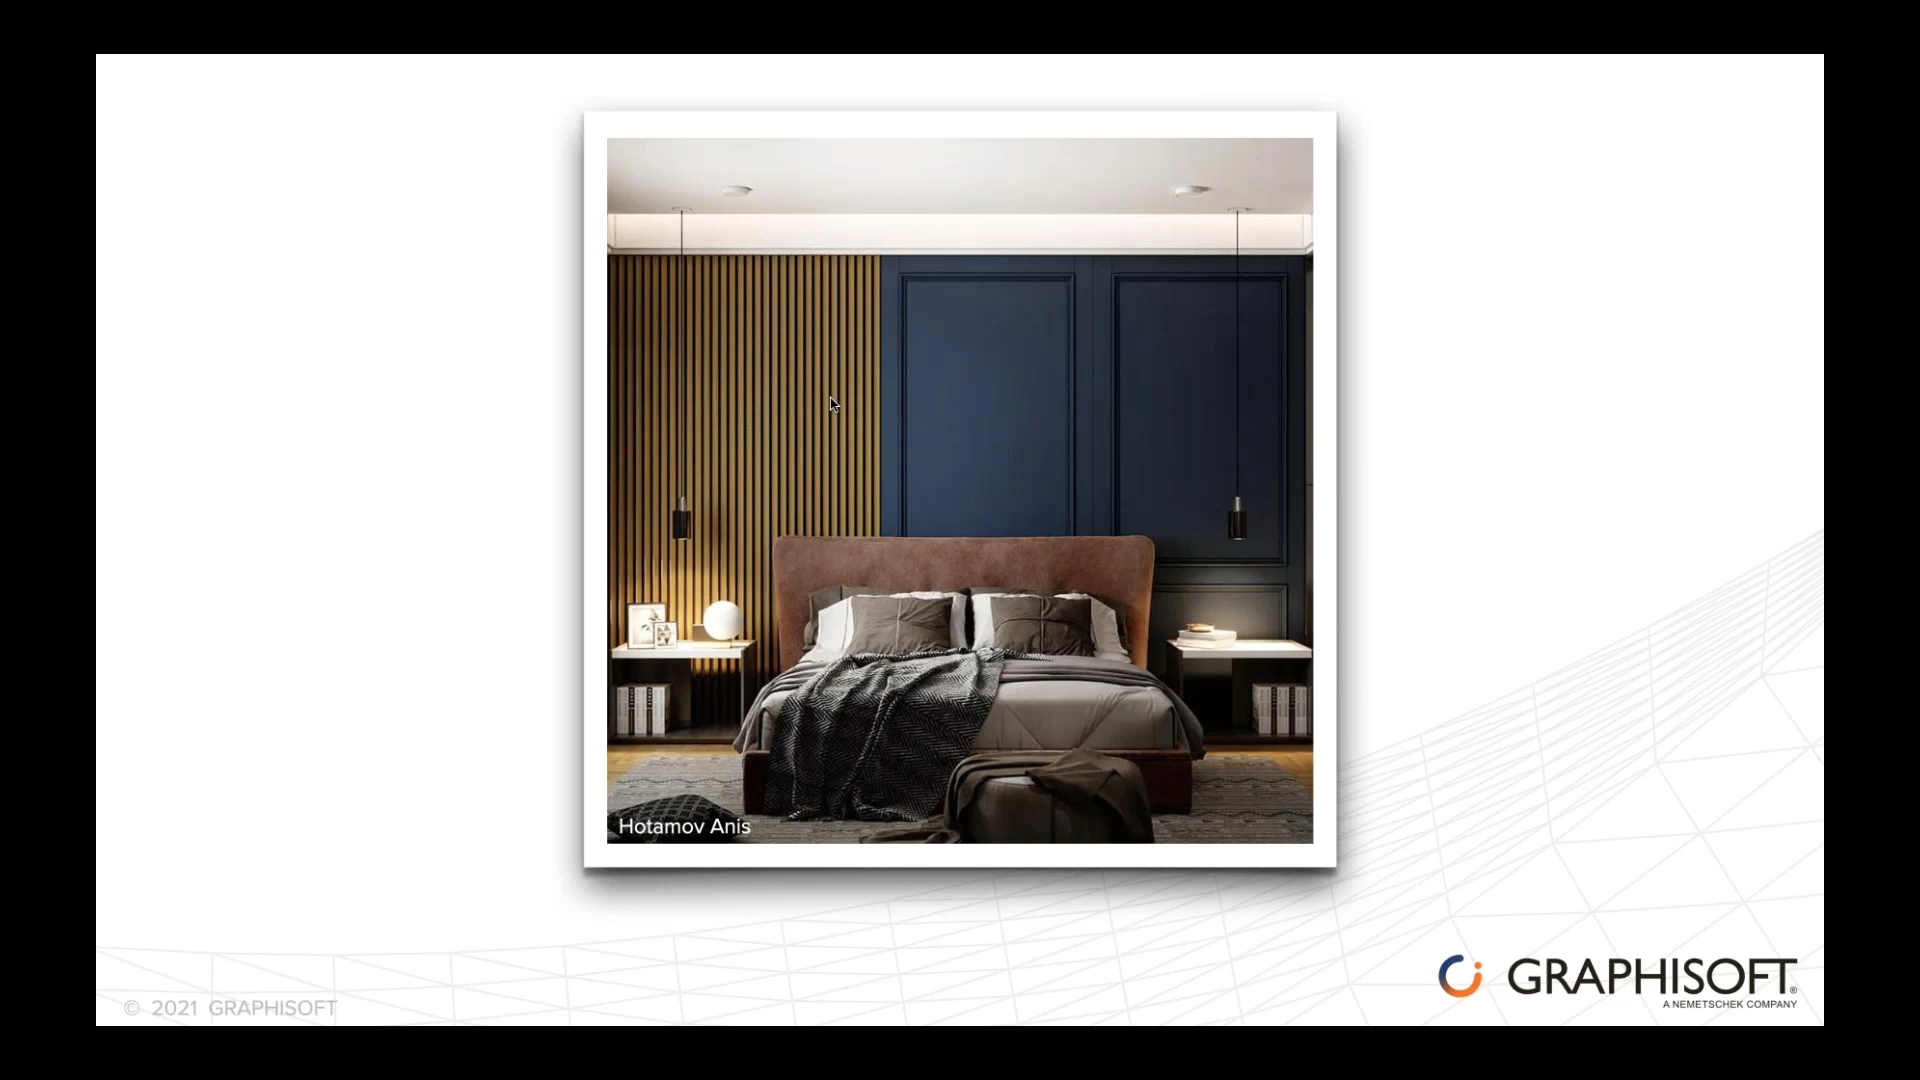 Hotamov Anis
© 2021 GRAPHISOFT
GRAPHISOFT®
A NEMETSCHEK COMPANY